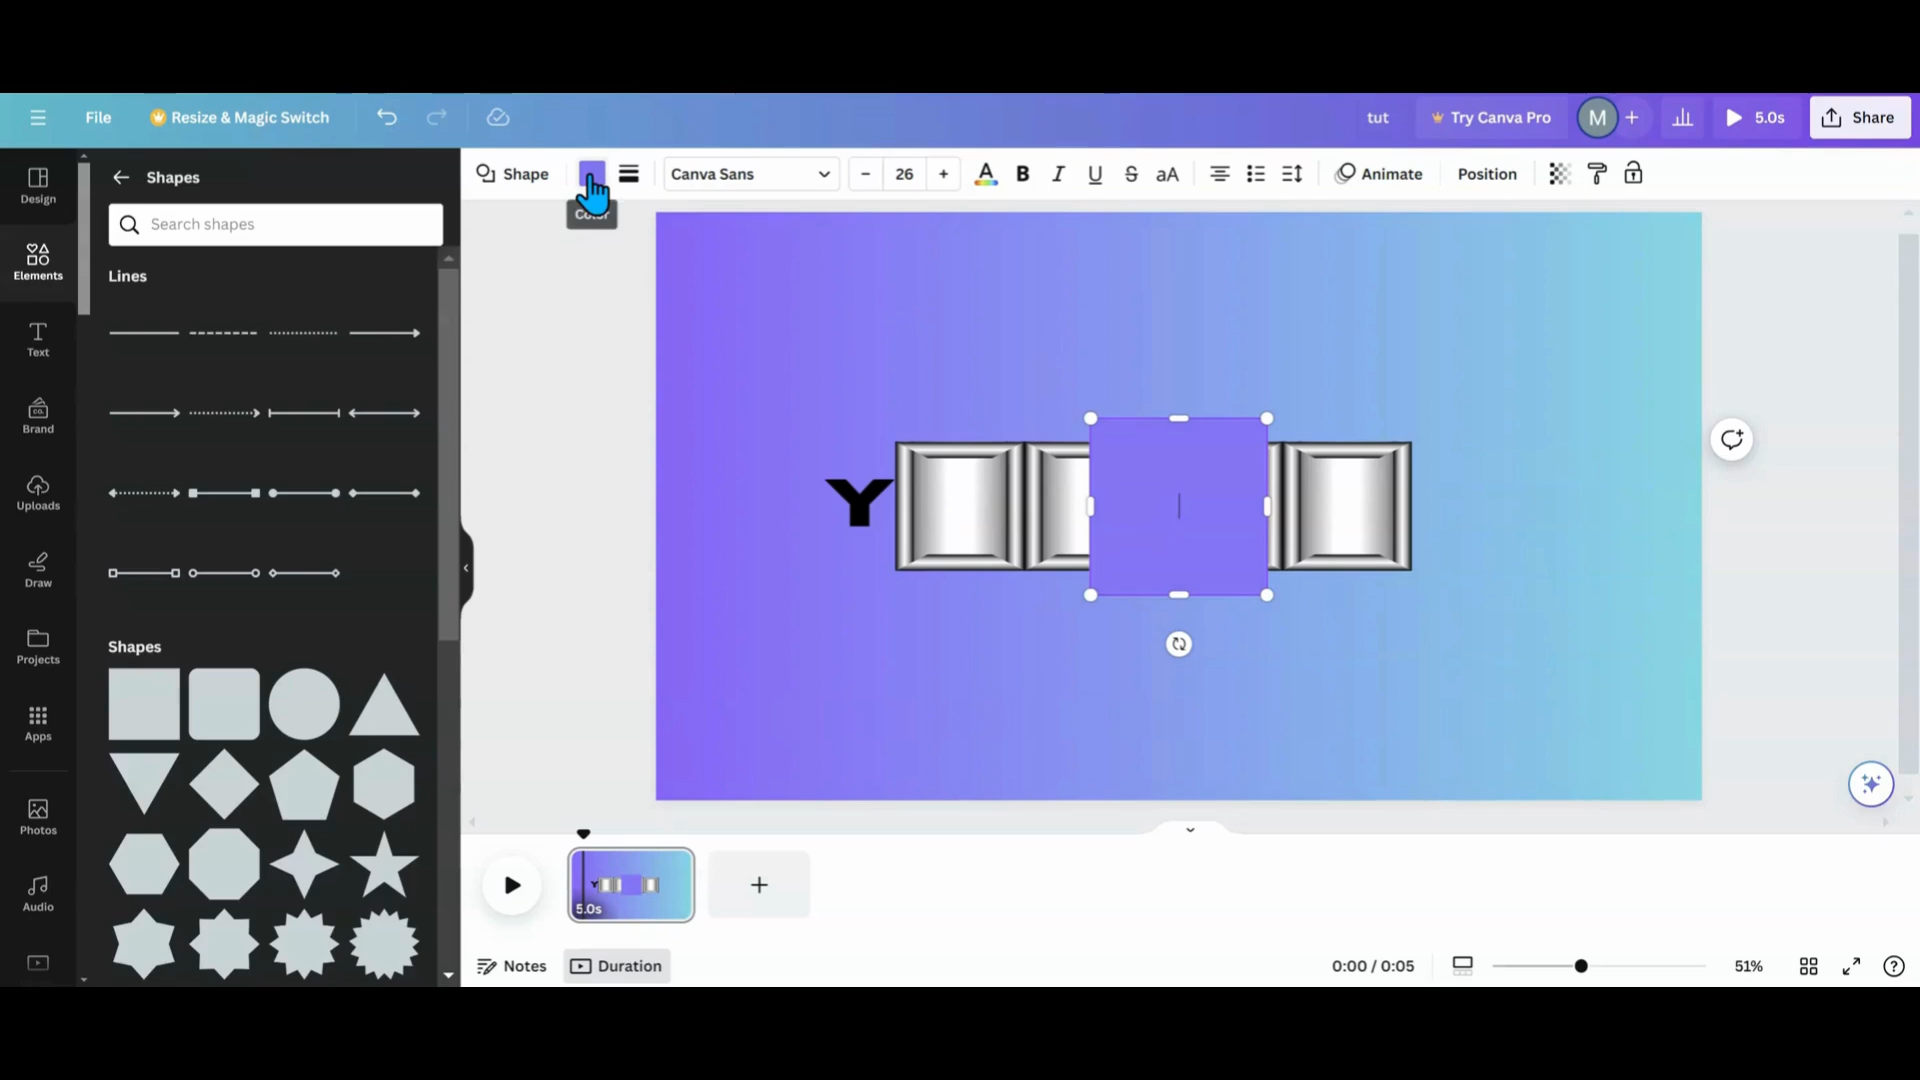 File
Resize & Magic Switch
tut
Try Canva Pro
M
5.0s
Share
Shape
Canva Sans
26
A
B
I
U
S
aA
Animate
Position
Color
Design
Elements
Text
Brand
Uploads
Draw
Projects
Apps
Photos
Audio
Shapes
Search shapes
Lines
Shapes
Y
5.0s
Notes
Duration
0:00 / 0:05
51%